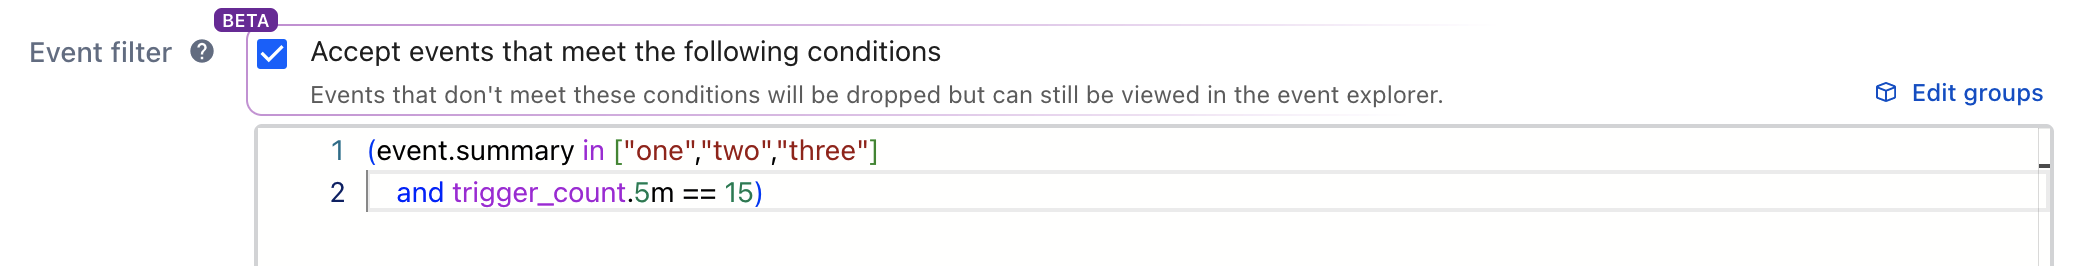 BETA
Event filter ? Accept events that meet the following conditions
Events that don't meet these conditions will be dropped but can still be viewed in the event explorer.
Edit groups
1 (event.summary in ["one","two","three"]
2 and trigger_count.5m == 15)